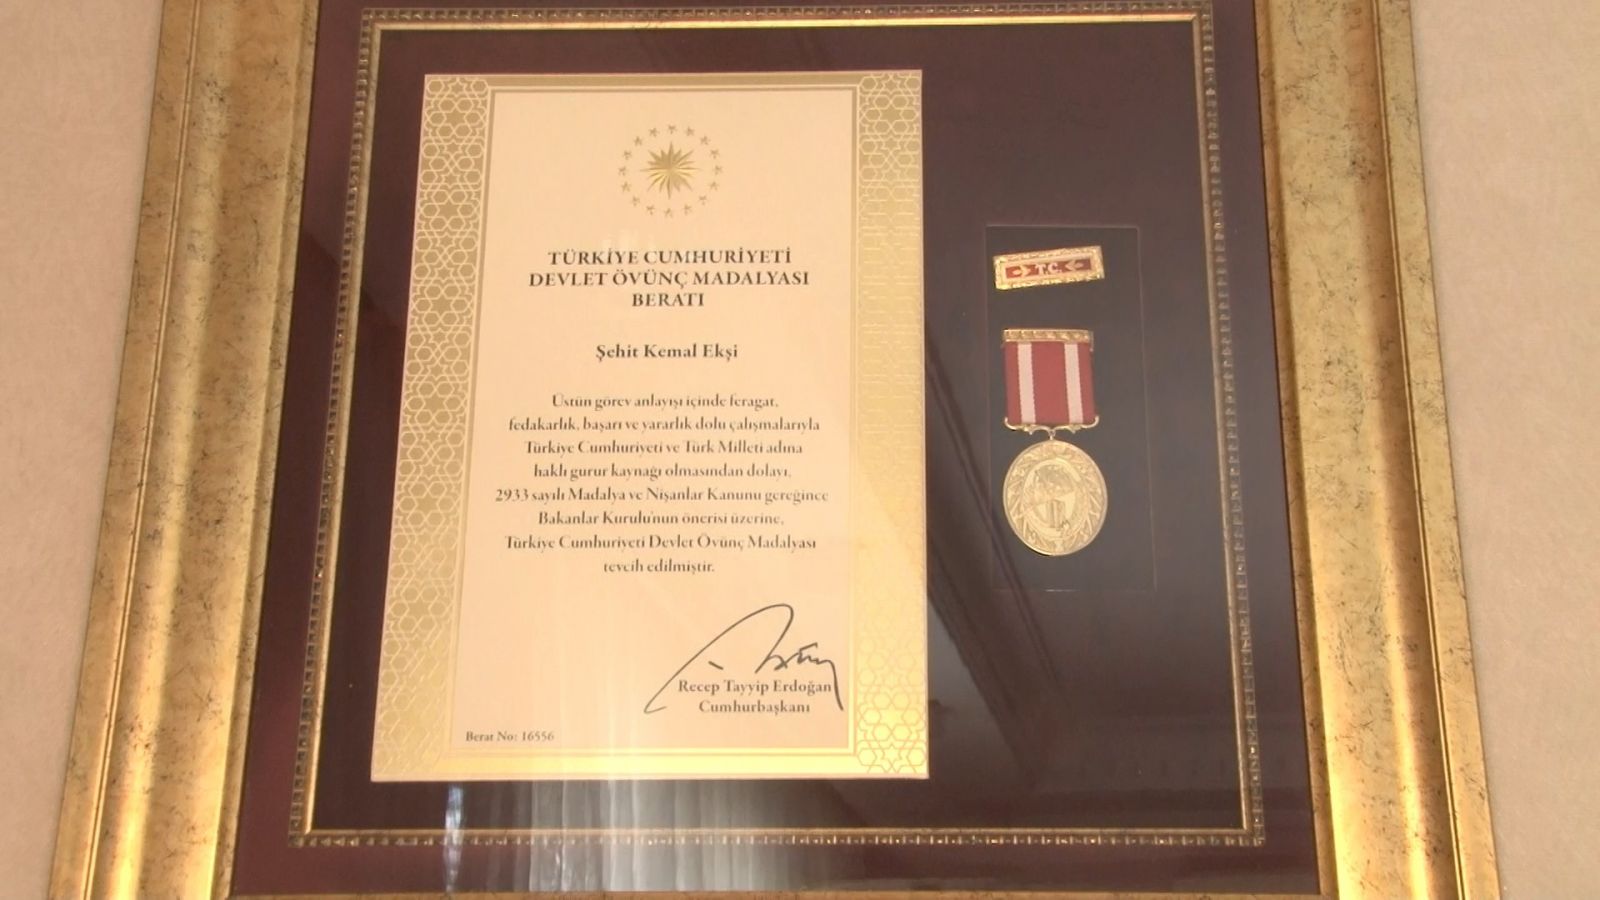 TÜRKİYE CUMHURİYETİ
DEVLET ÖVÜNÇ MADALYASI
BERATI
Şehit Kemal Ekşi
Üstün görev anlayışı içinde feragat,
fedakarlık, başarı ve yararlık dolu çalışmalarıyla
Türkiye Cumhuriyeti ve Türk Milleti adına
haklı gurur kaynağı olmasından dolayı,
2933 sayılı Madalya ve Nişanlar Kanunu gereğince
Bakanlar Kurulu'nun önerisi üzerine,
Türkiye Cumhuriyeti Devlet Övünç Madalyası
tevcih edilmiştir.
Recep Tayyip Erdoğan
Cumhurbaşkanı
Berat No: 16556
T.C.